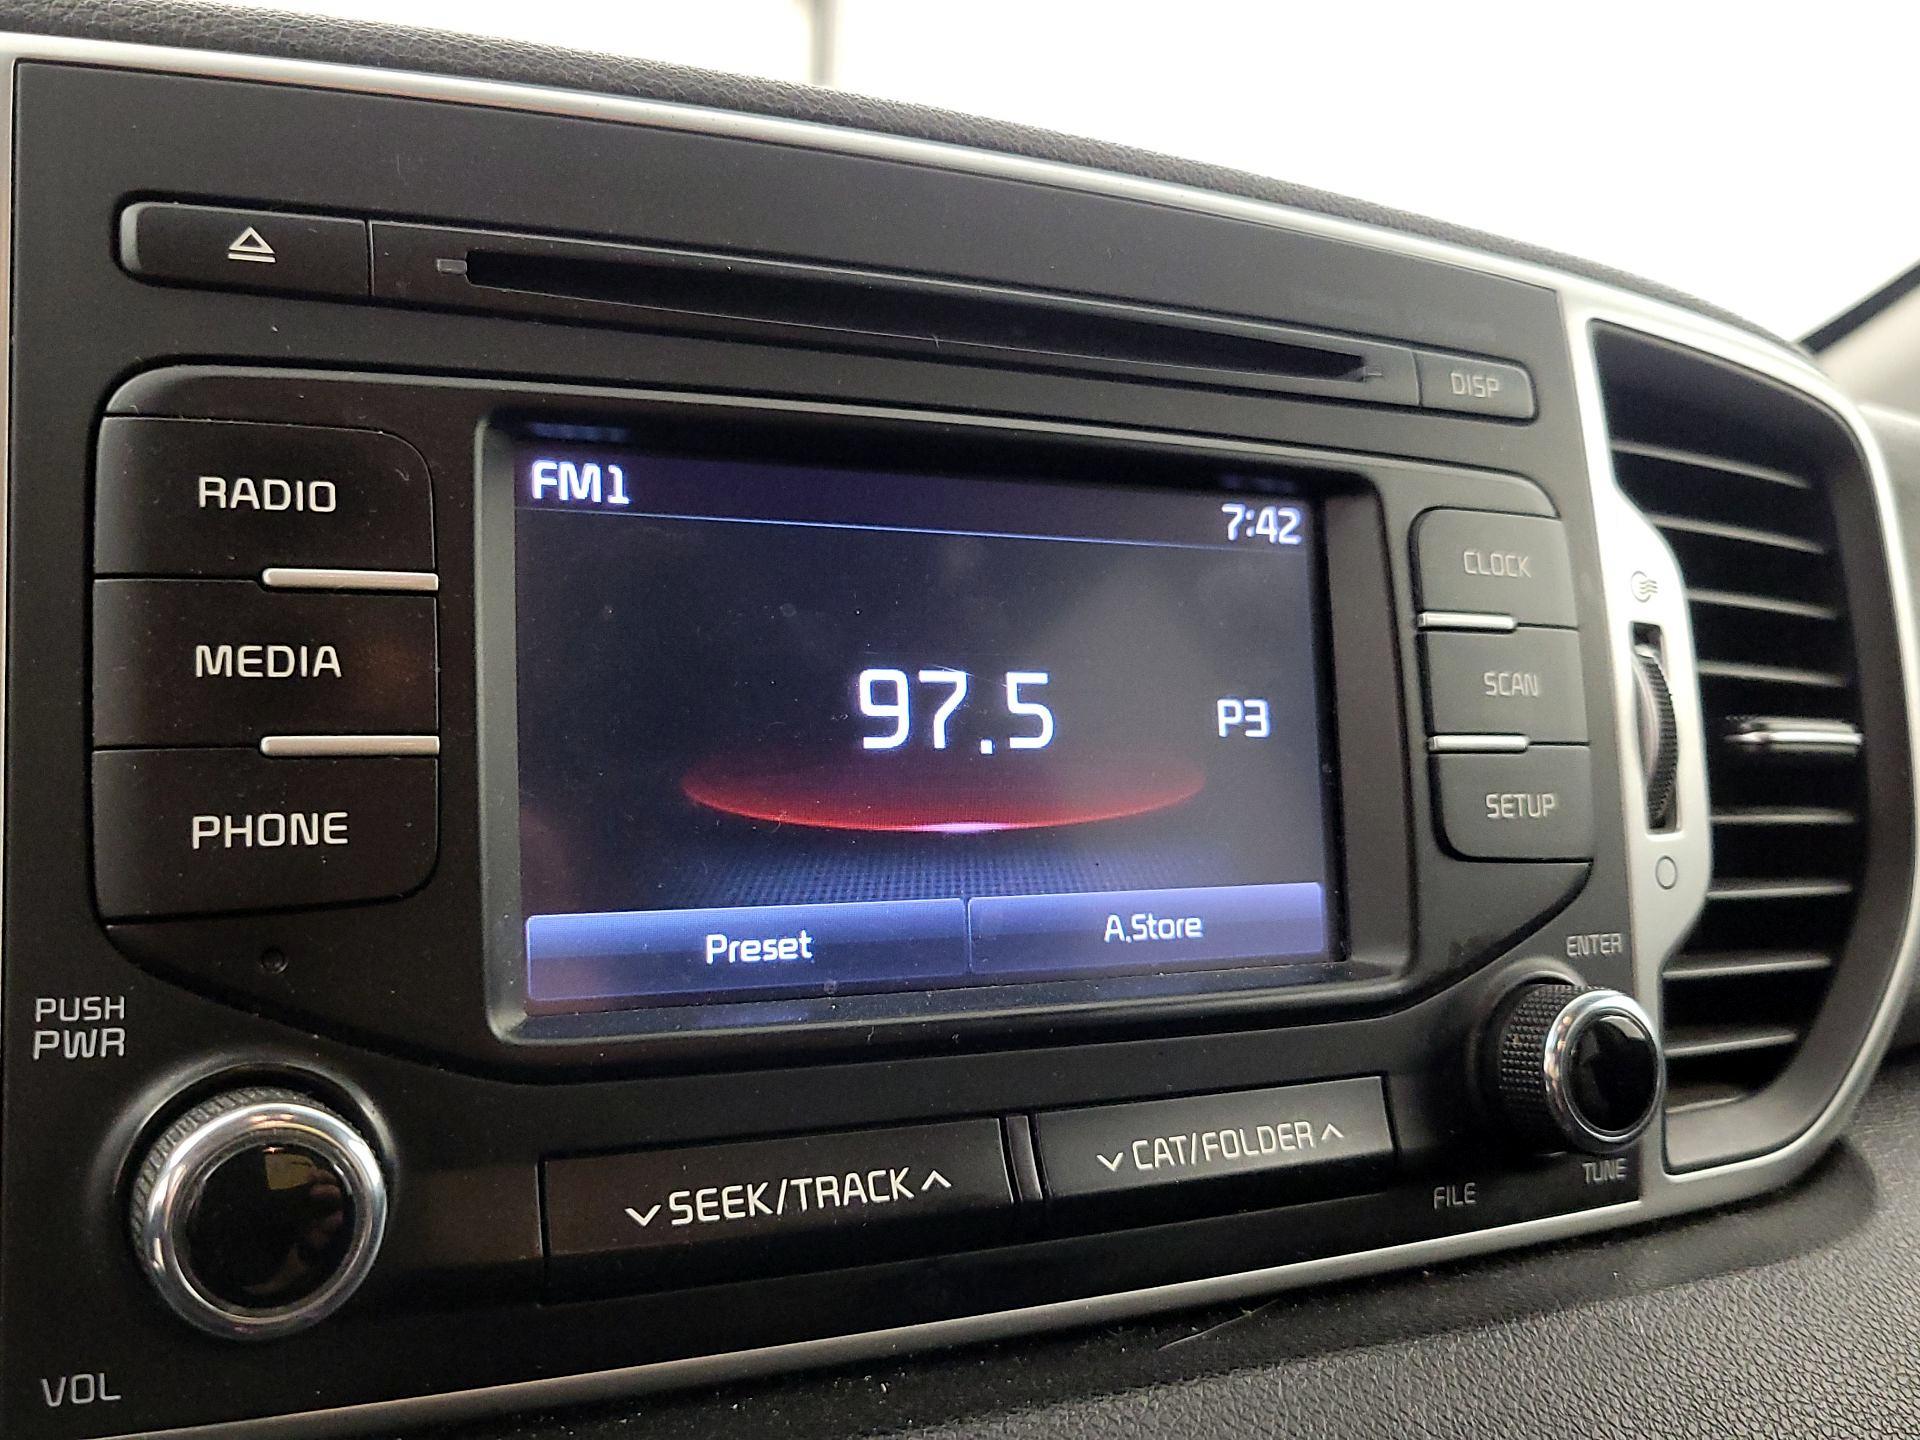 DISP
RADIO
MEDIA
PHONE
FM1
7:42
97.5
P3
Preset
A.Store
CLOCK
SCAN
SETUP
PUSH
PWR
VOL
SEEK/TRACK
CAT/FOLDER
ENTER
FILE
TUNE